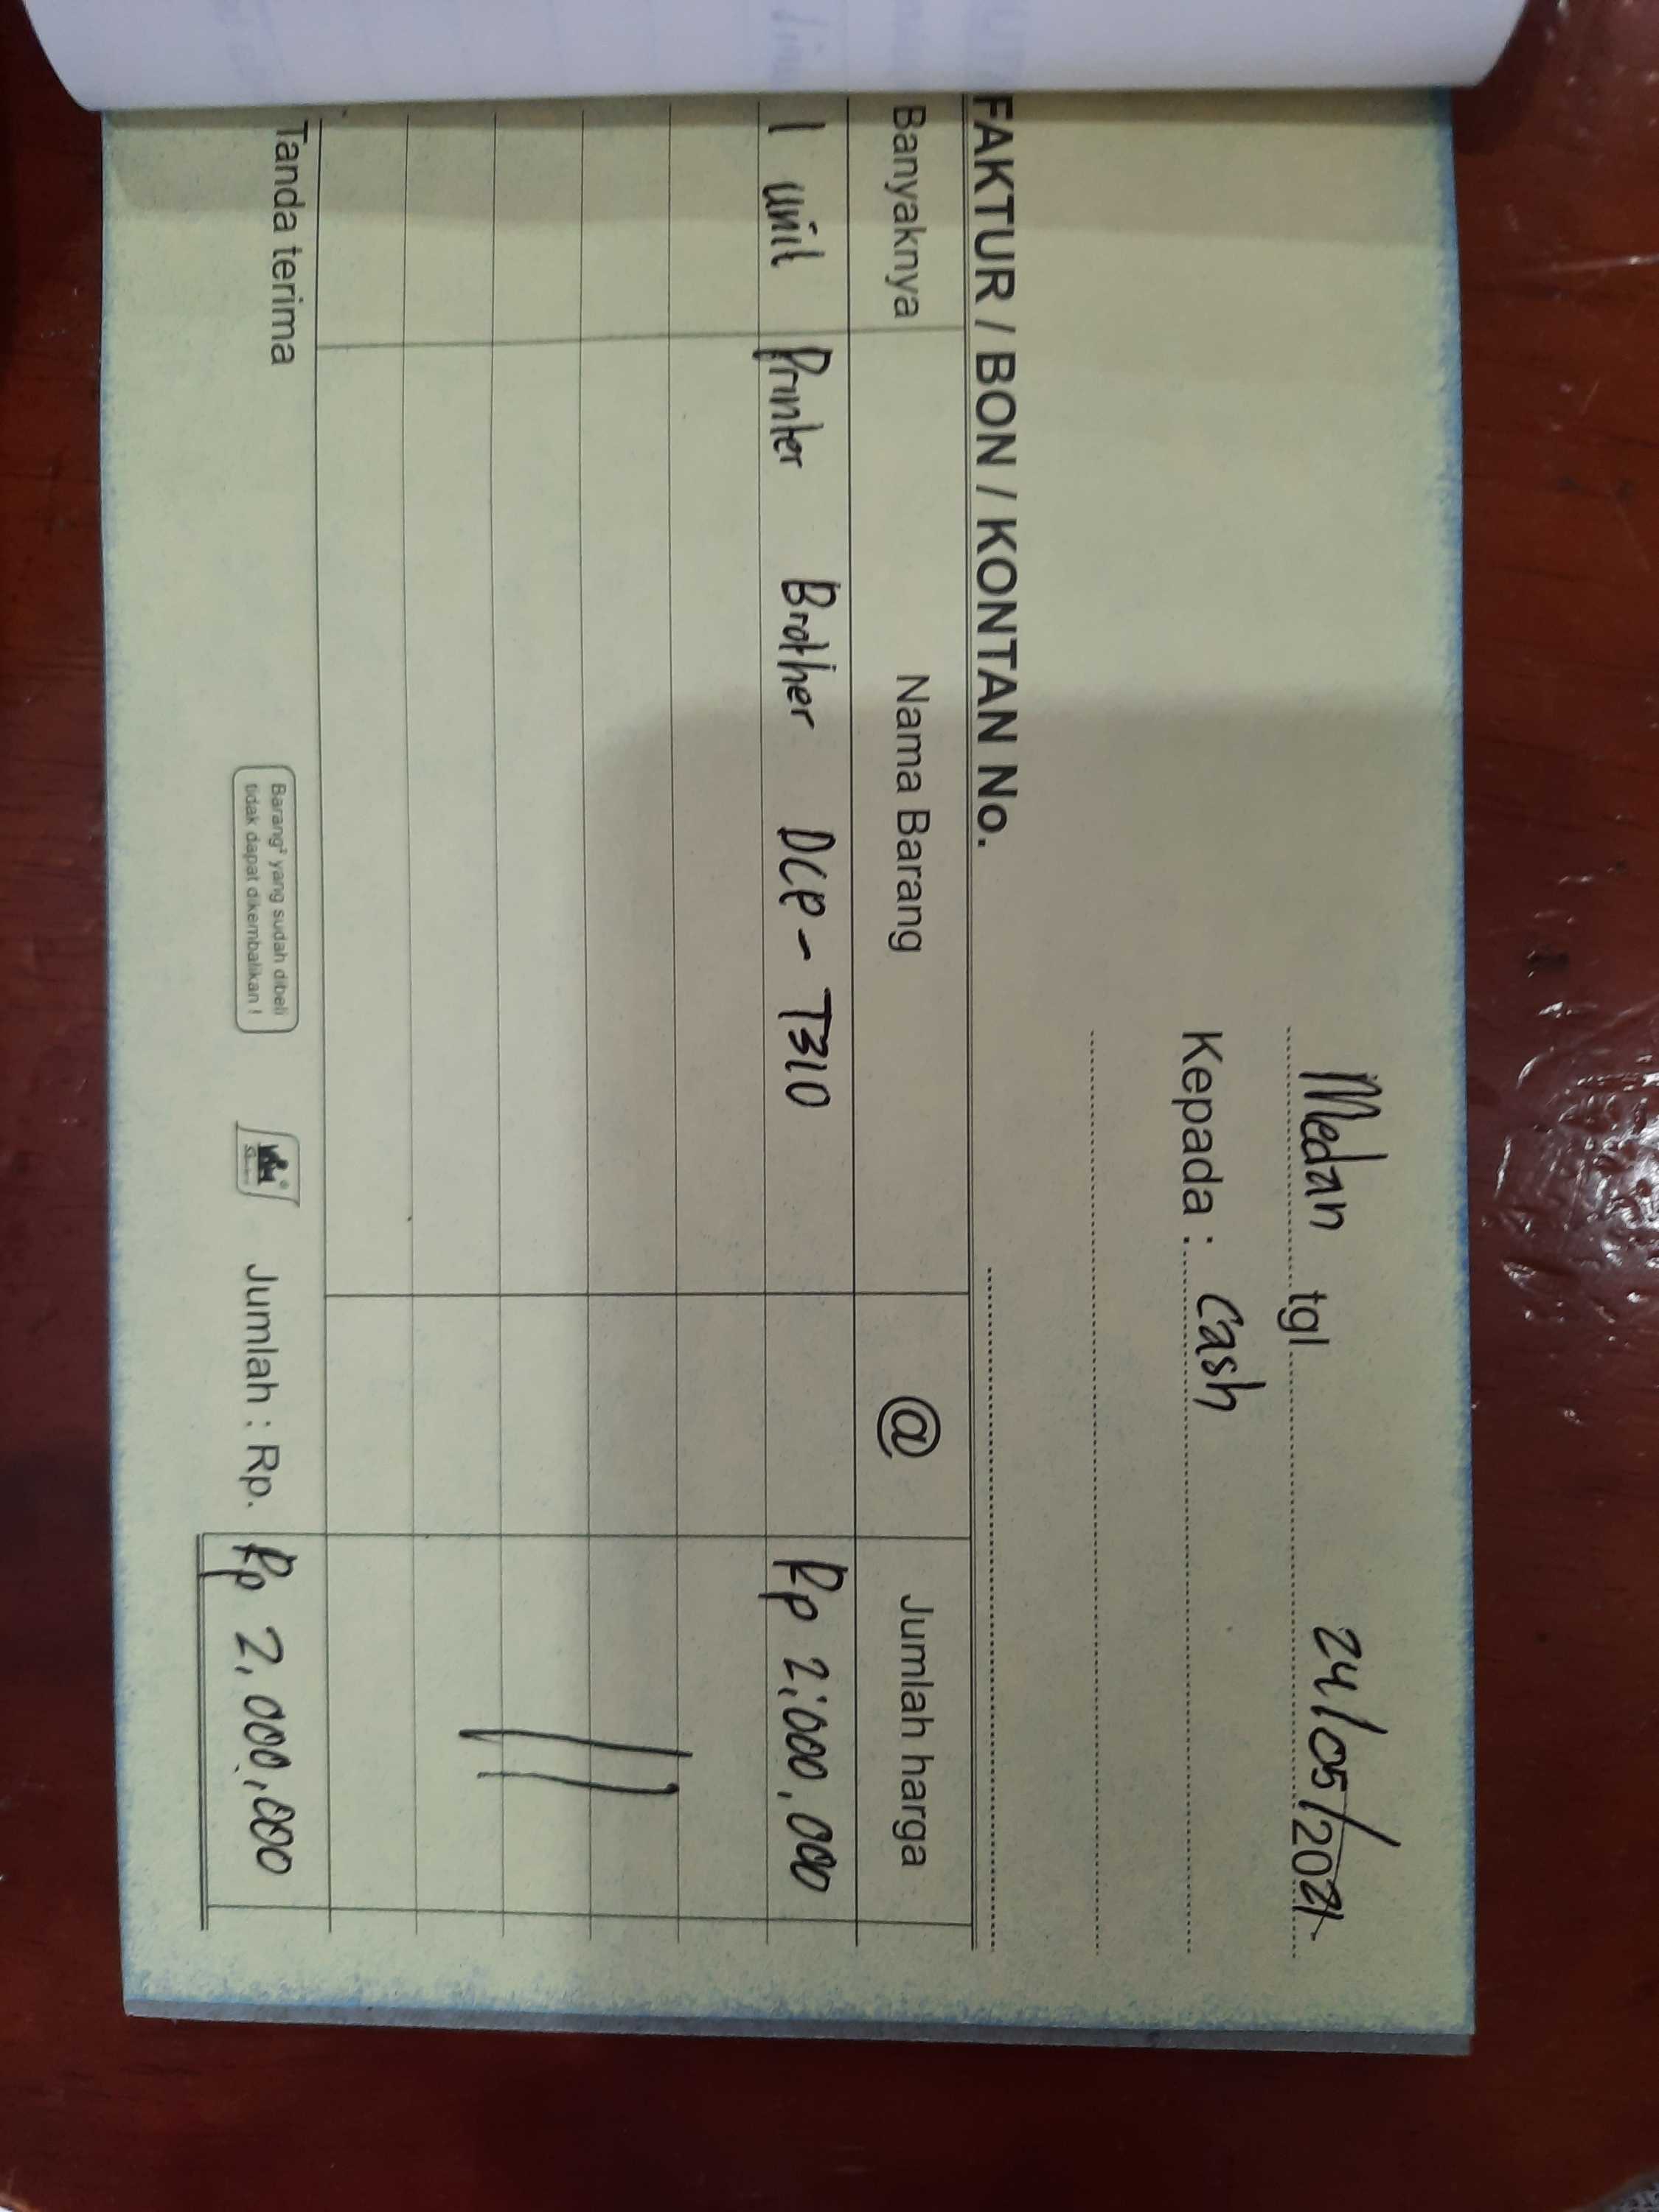 Medan tgl. 24/05/2021
Kepada : Cash
FAKTUR / BON / KONTAN No.
Banyaknya Nama Barang @ Jumlah harga
1 unit Printer Brother DCP - T310 Rp 2.000.000
Tanda terima
Barang² yang sudah dibeli
tidak dapat dikembalikan !
Jumlah : Rp. Rp 2.000.000